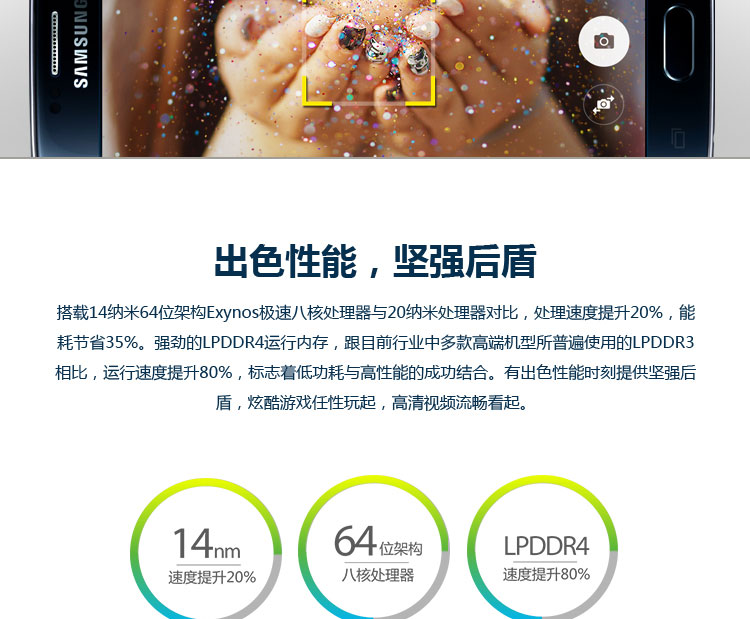 SAMSUNG
出色性能，坚强后盾
搭载14纳米64位架构Exynos极速八核处理器与20纳米处理器对比，处理速度提升20%，能
耗节省35%。强劲的LPDDR4运行内存，跟目前行业中多款高端机型所普遍使用的LPDDR3
相比，运行速度提升80%，标志着低功耗与高性能的成功结合。有出色性能时刻提供坚强后
盾，炫酷游戏任性玩起，高清视频流畅看起。
14nm
速度提升20%
64位架构
八核处理器
LPDDR4
速度提升80%